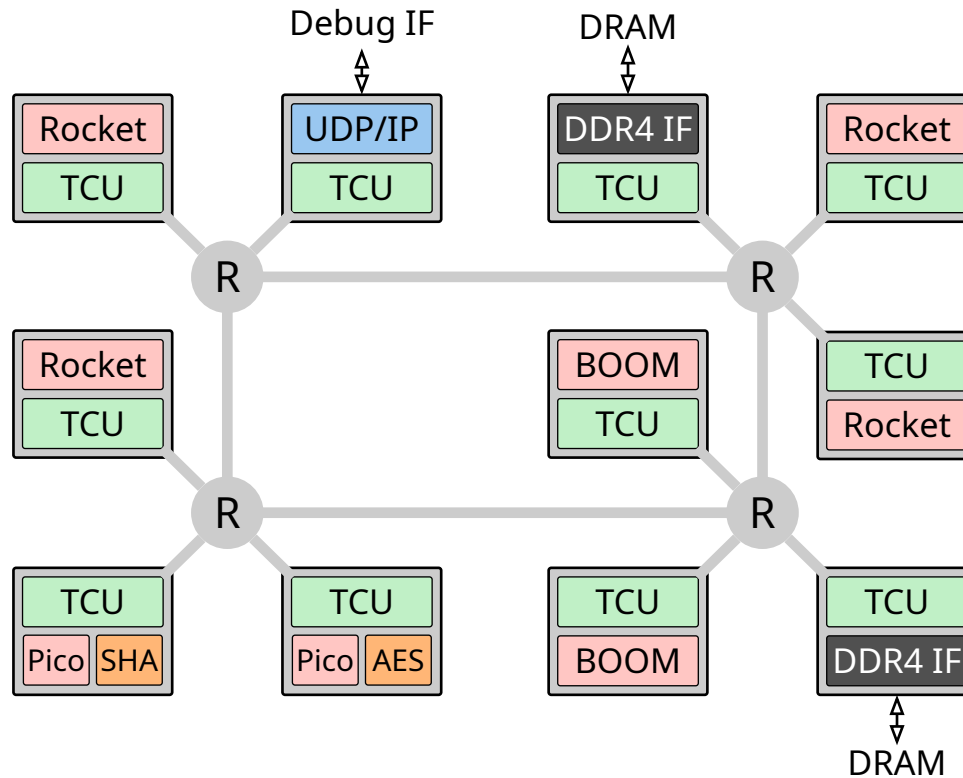 Debug IF
DRAM
Rocket
TCU
UDP/IP
TCU
DDR4 IF
TCU
Rocket
TCU
R
R
Rocket
TCU
BOOM
TCU
TCU
Rocket
R
R
TCU
Pico
SHA
TCU
Pico
AES
TCU
BOOM
TCU
DDR4 IF
DRAM